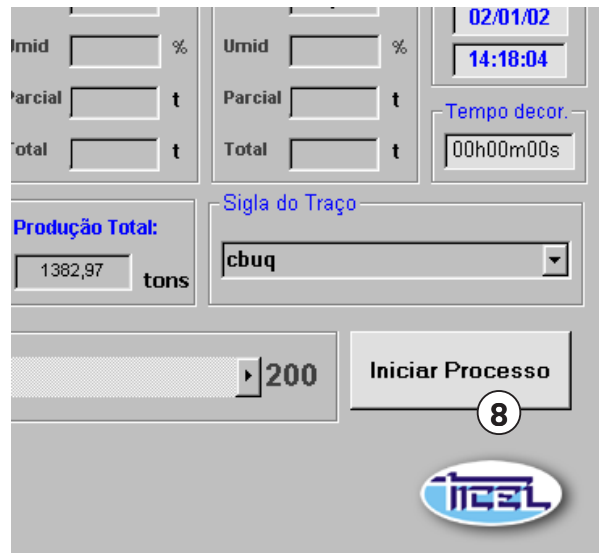 02/01/02
Umid % Umid %
14:18:04
Parcial t Parcial t
Tempo decor.
Total t Total t
00h00m00s
Sigla do Traço
Produção Total:
1382,97 tons
cbuq
200
Iniciar Processo
8
TICEL